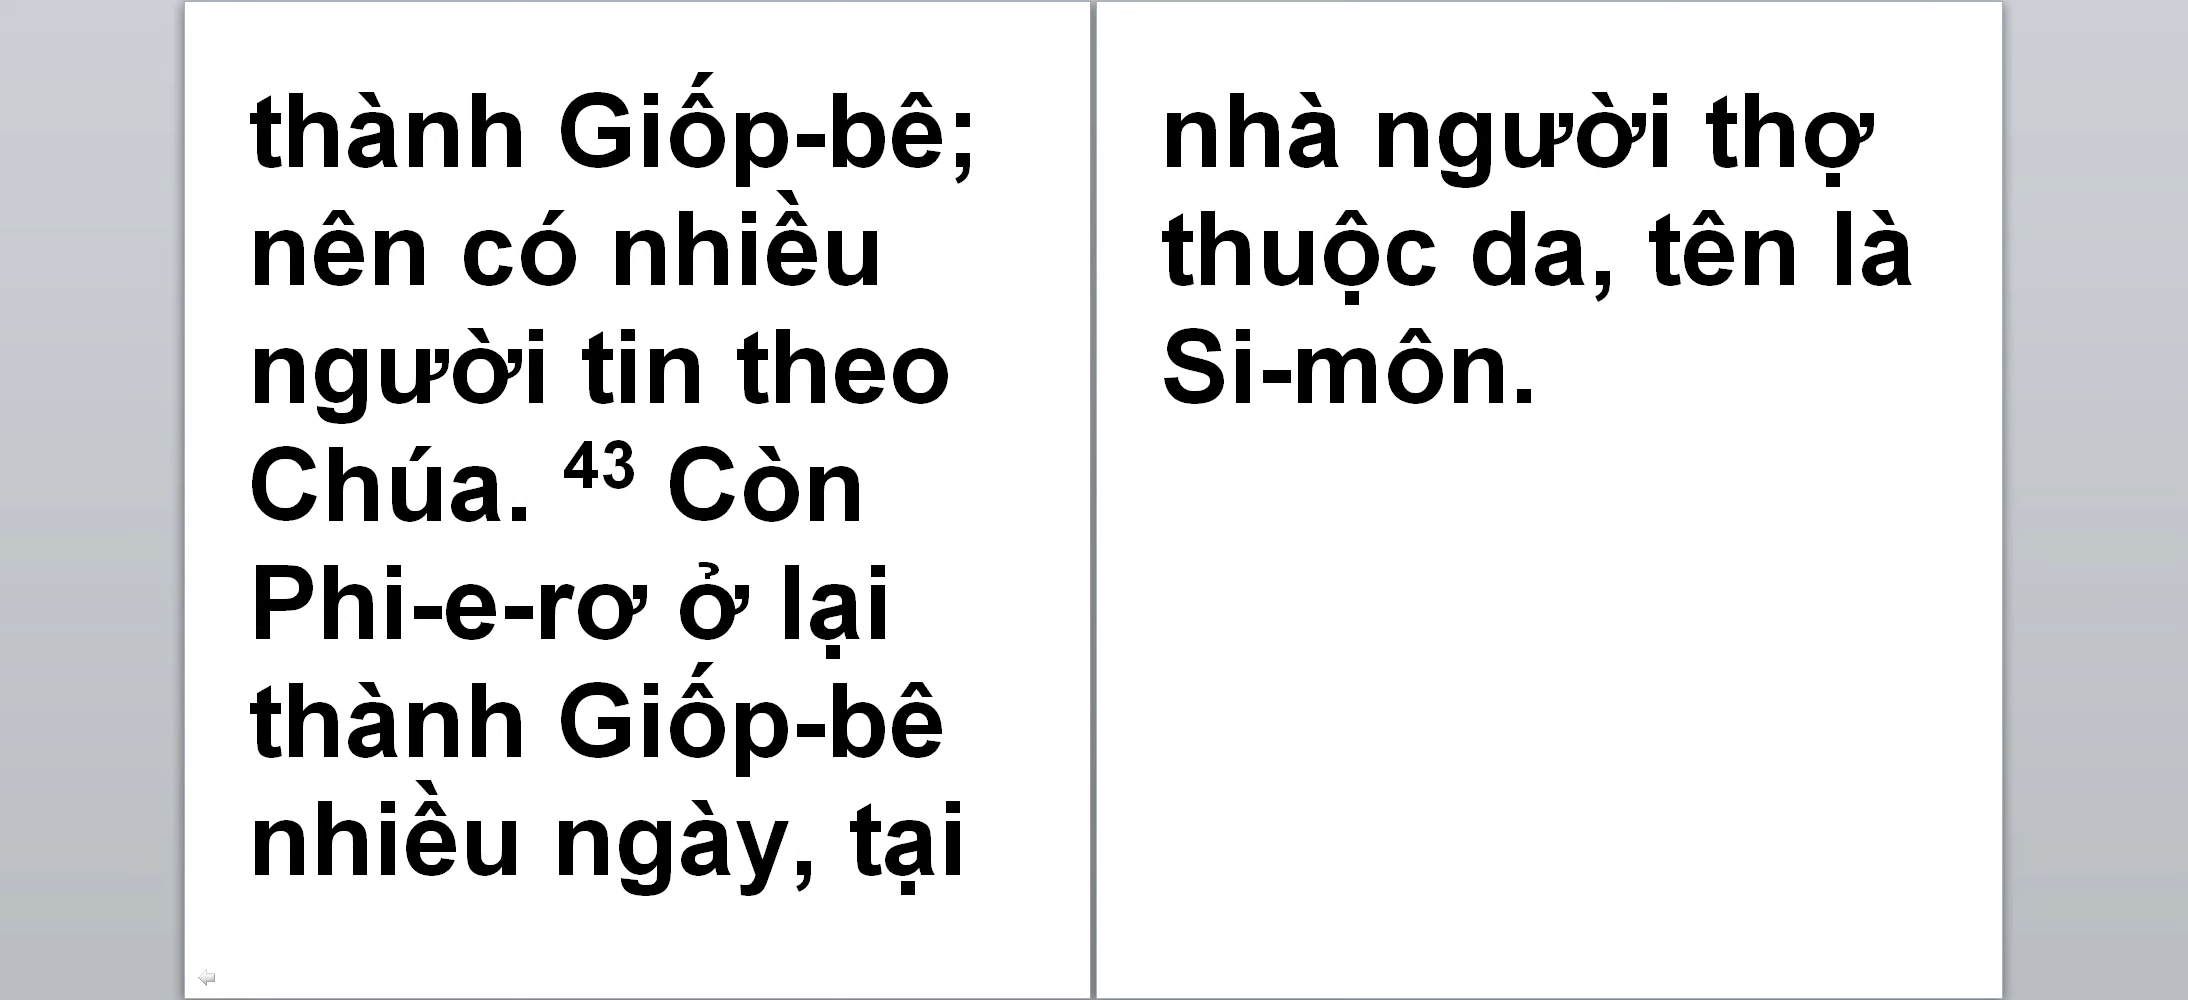 thành Giốp-bê;
nên có nhiều
người tin theo
Chúa. 43 Còn
Phi-e-rơ ở lại
thành Giốp-bê
nhiều ngày, tại
nhà người thợ
thuộc da, tên là
Si-môn.